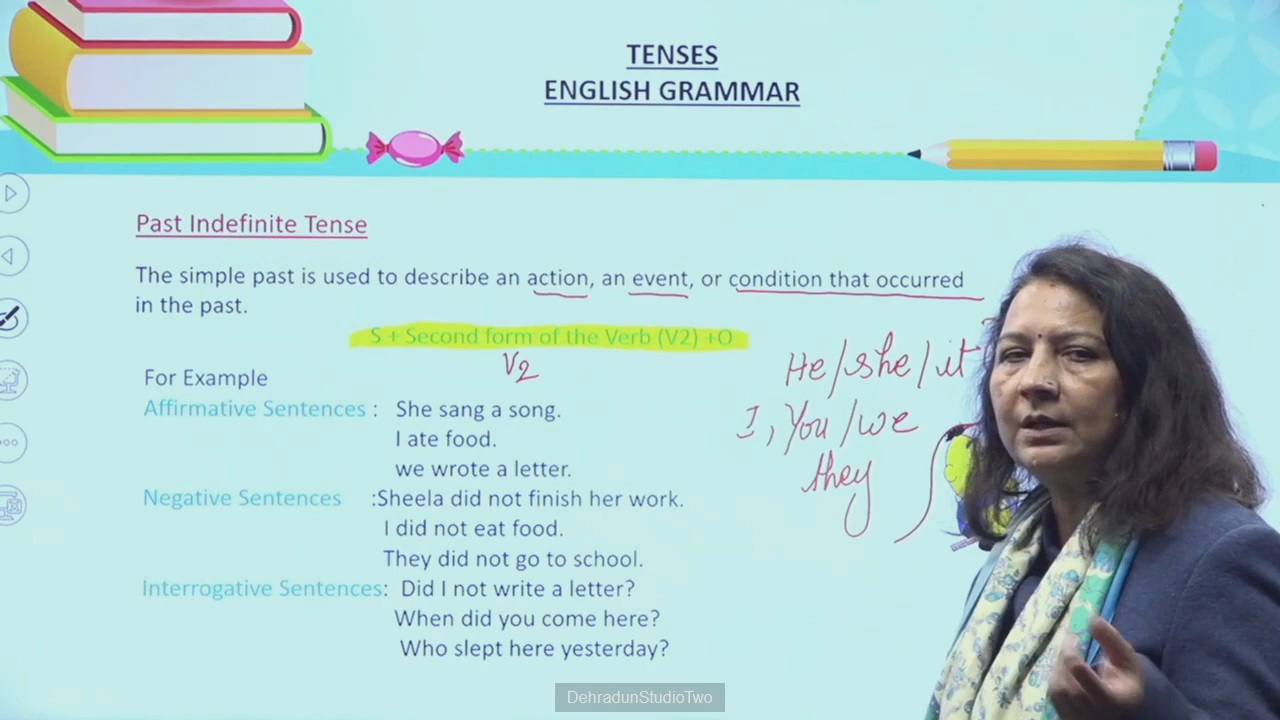 TENSES
ENGLISH GRAMMAR
Past Indefinite Tense
The simple past is used to describe an action, an event, or condition that occurred
in the past.
S + Second form of the Verb (V2) +O
V2
He/she/it
For Example
Affirmative Sentences : She sang a song.
I, You/we
I ate food.
they
we wrote a letter.
Negative Sentences :Sheela did not finish her work.
I did not eat food.
They did not go to school.
Interrogative Sentences: Did I not write a letter?
When did you come here?
Who slept here yesterday?
DehradunStudioTwo